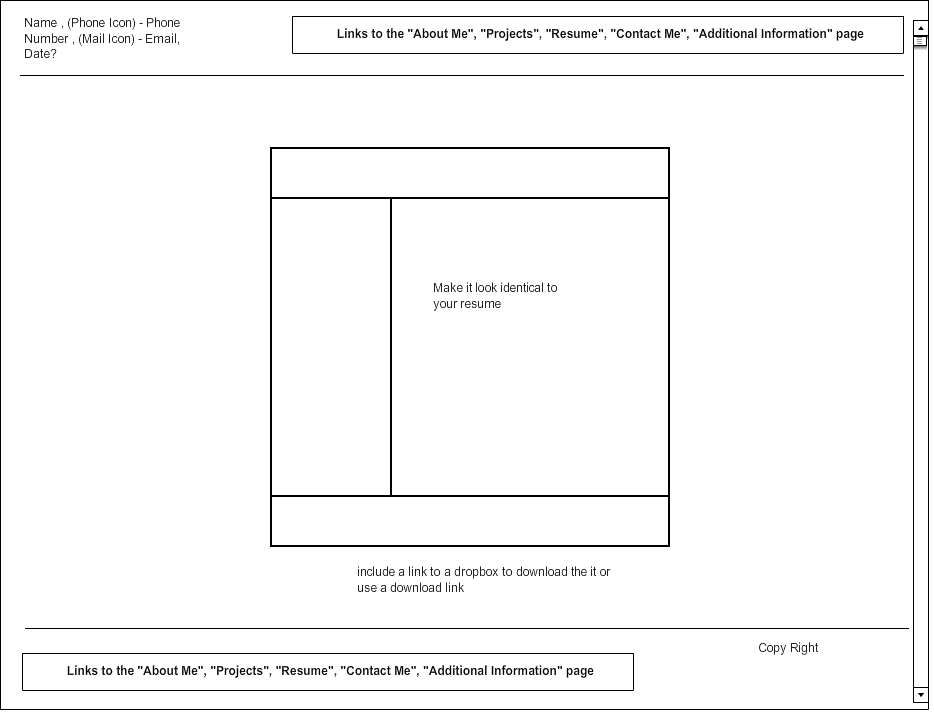 Name , (Phone Icon) - Phone
Number , (Mail Icon) - Email,
Date?
Links to the "About Me", "Projects", "Resume", "Contact Me", "Additional Information" page
Make it look identical to
your resume
include a link to a dropbox to download the it or
use a download link
Copy Right
Links to the "About Me", "Projects", "Resume", "Contact Me", "Additional Information" page